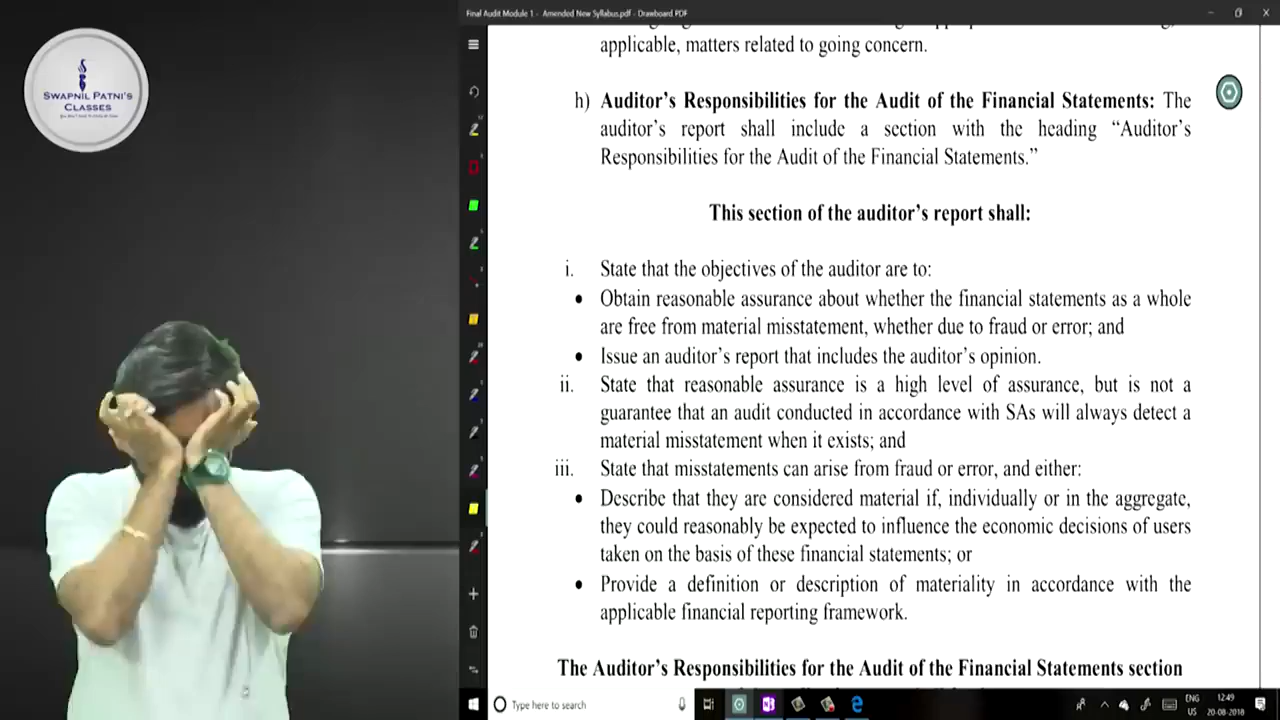 Final Audit Module 1 - Amended New Syllabus.pdf - Drawboard PDF
SWAPNIL PATNI'S
CLASSES
applicable, matters related to going concern.
h) Auditor's Responsibilities for the Audit of the Financial Statements: The
auditor's report shall include a section with the heading “Auditor's
Responsibilities for the Audit of the Financial Statements.”
This section of the auditor's report shall:
i. State that the objectives of the auditor are to:
• Obtain reasonable assurance about whether the financial statements as a whole
are free from material misstatement, whether due to fraud or error; and
• Issue an auditor's report that includes the auditor's opinion.
ii. State that reasonable assurance is a high level of assurance, but is not a
guarantee that an audit conducted in accordance with SAs will always detect a
material misstatement when it exists; and
iii. State that misstatements can arise from fraud or error, and either:
• Describe that they are considered material if, individually or in the aggregate,
they could reasonably be expected to influence the economic decisions of users
taken on the basis of these financial statements; or
• Provide a definition or description of materiality in accordance with the
applicable financial reporting framework.
The Auditor's Responsibilities for the Audit of the Financial Statements section
Type here to search
ENG
US
12:49
20-08-2018